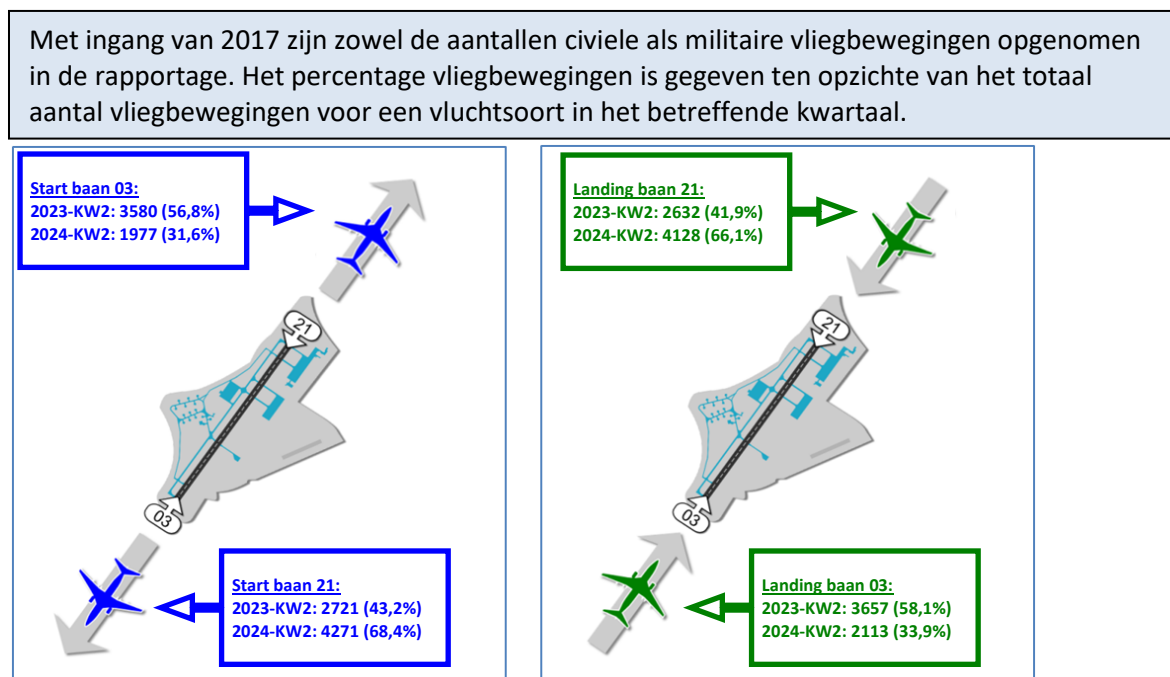 Met ingang van 2017 zijn zowel de aantallen civiele als militaire vliegbewegingen opgenomen
in de rapportage. Het percentage vliegbewegingen is gegeven ten opzichte van het totaal
aantal vliegbewegingen voor een vluchtsoort in het betreffende kwartaal.
Start baan 03:
2023-KW2: 3580 (56,8%)
2024-KW2: 1977 (31,6%)
21
03
Start baan 21:
2023-KW2: 2721 (43,2%)
2024-KW2: 4271 (68,4%)
Landing baan 21:
2023-KW2: 2632 (41,9%)
2024-KW2: 4128 (66,1%)
21
03
Landing baan 03:
2023-KW2: 3657 (58,1%)
2024-KW2: 2113 (33,9%)